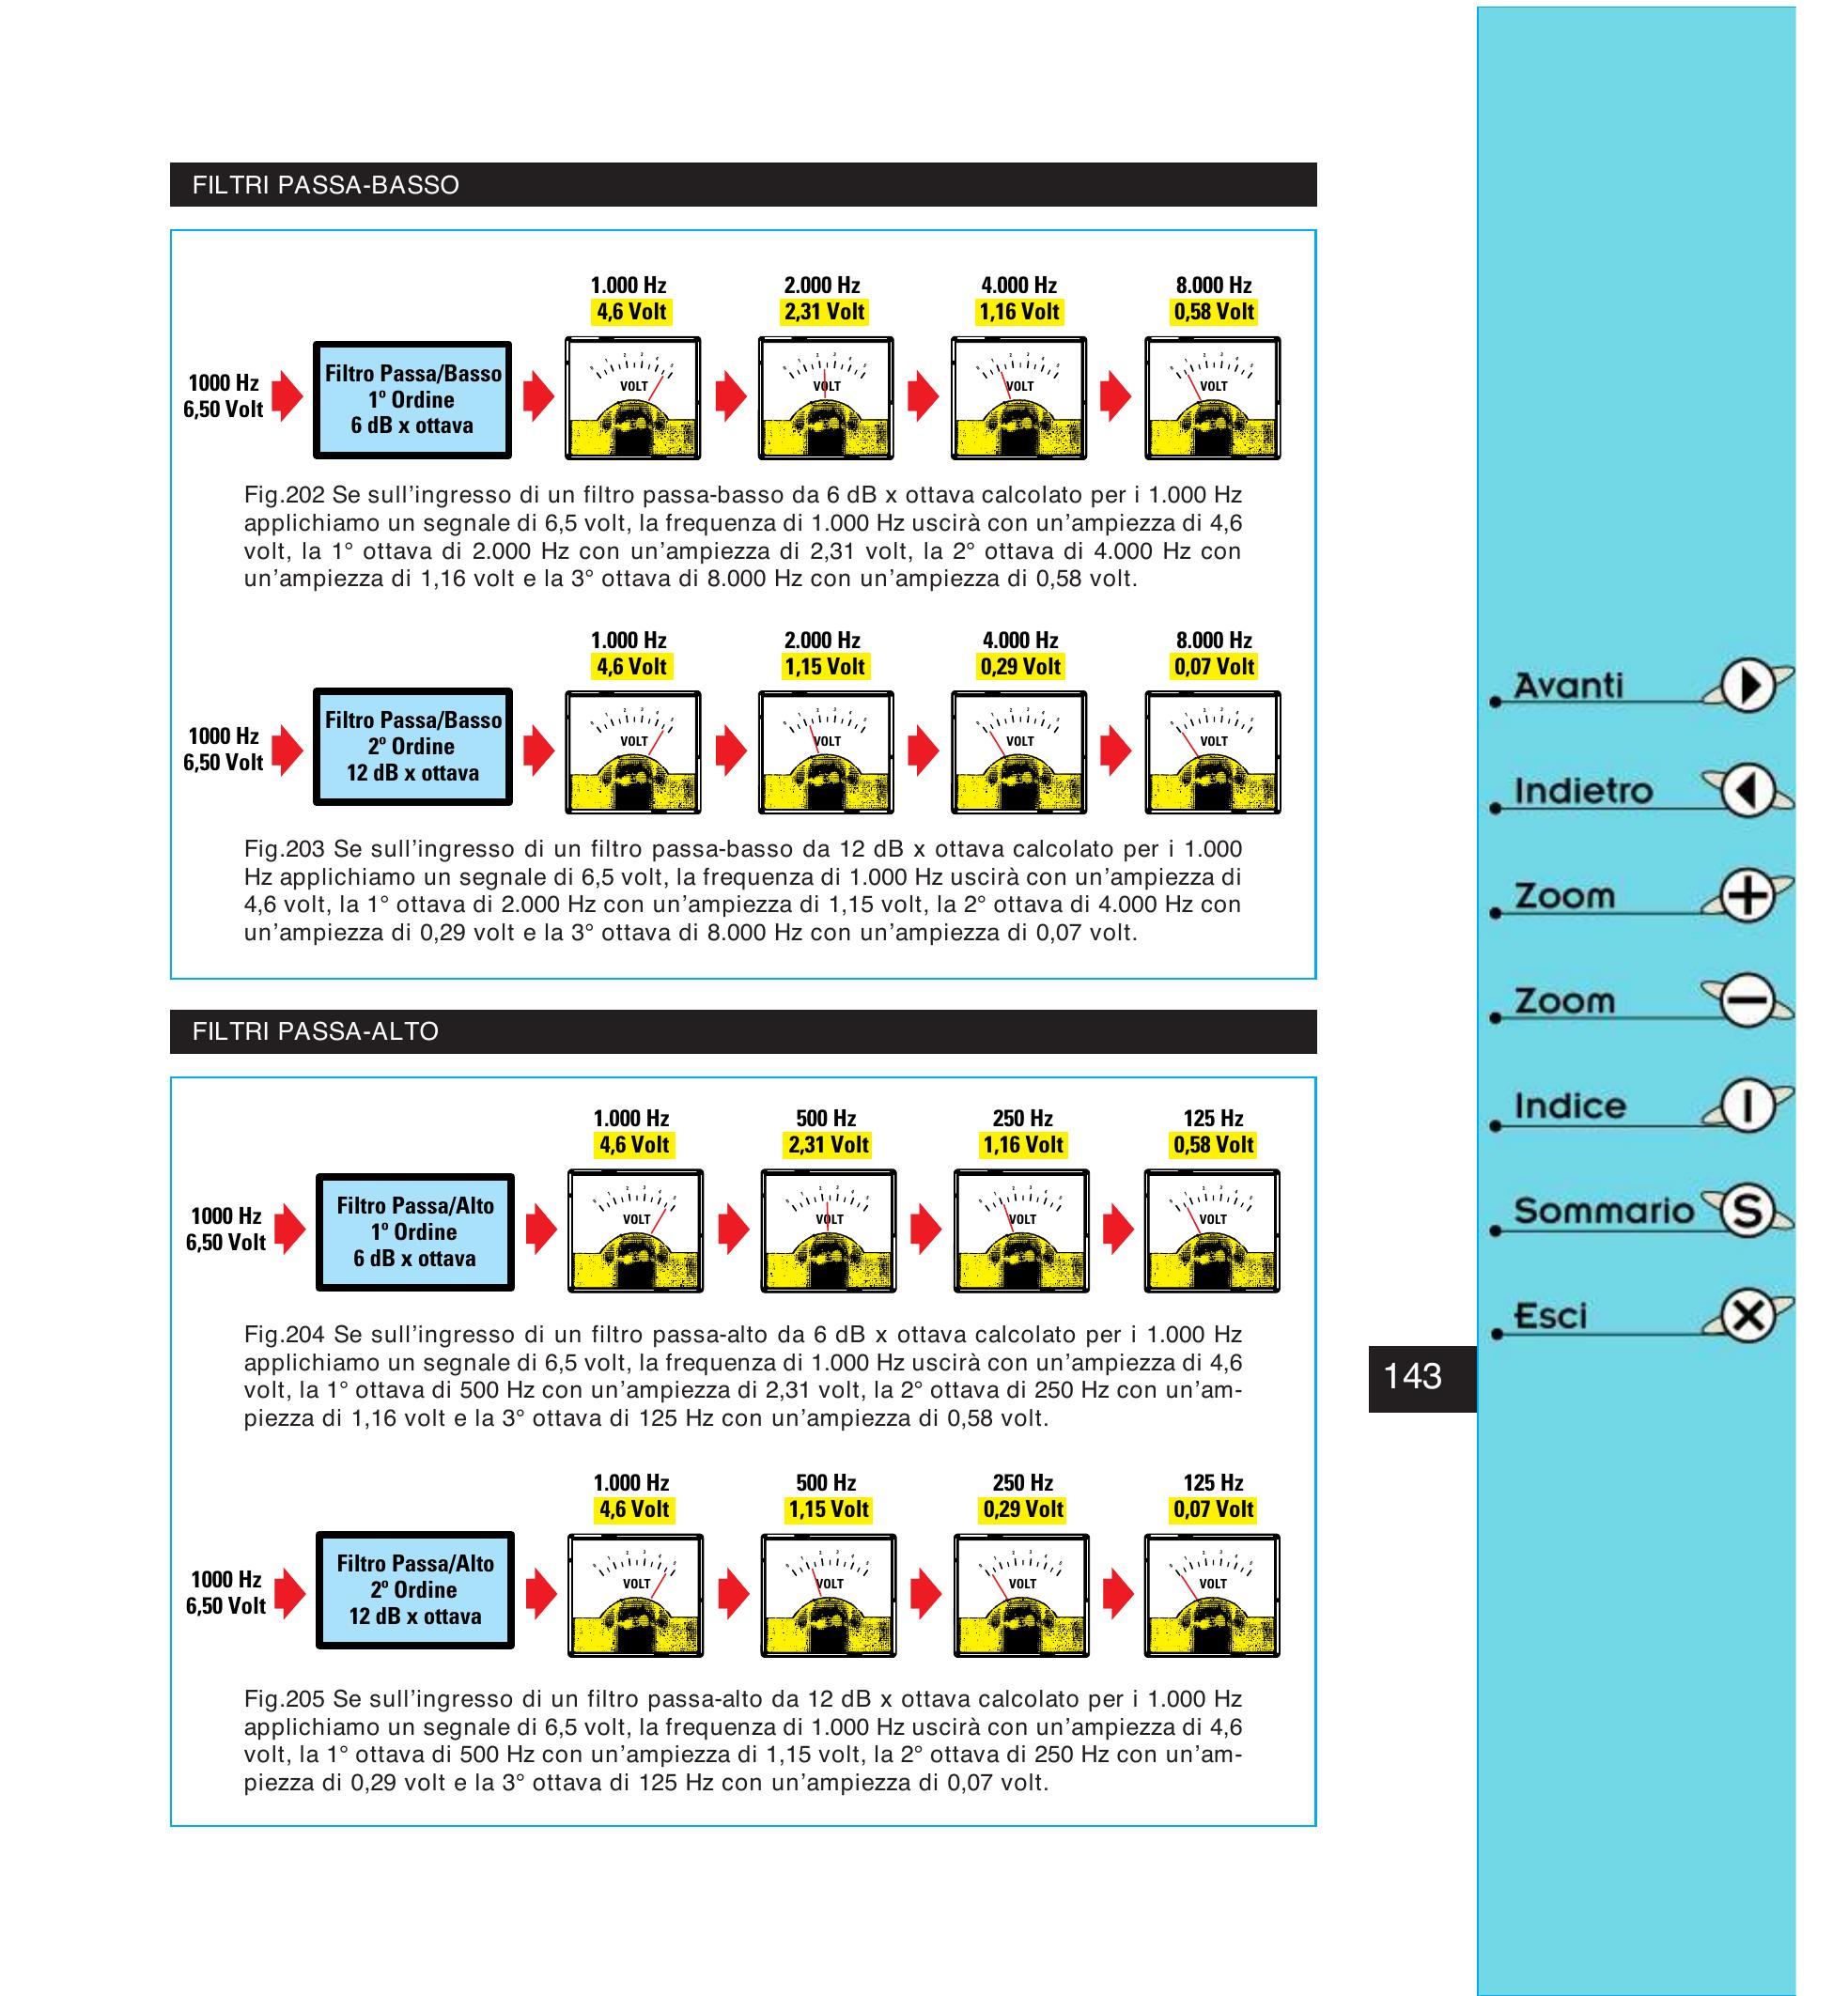 FILTRI PASSA-BASSO
1.000 Hz 2.000 Hz 4.000 Hz 8.000 Hz
4,6 Volt 2,31 Volt 1,16 Volt 0,58 Volt
1000 Hz
6,50 Volt
Filtro Passa/Basso
1º Ordine
6 dB x ottava
VOLT VOLT VOLT VOLT
Fig.202 Se sull'ingresso di un filtro passa-basso da 6 dB x ottava calcolato per i 1.000 Hz
applichiamo un segnale di 6,5 volt, la frequenza di 1.000 Hz uscirà con un'ampiezza di 4,6
volt, la 1° ottava di 2.000 Hz con un'ampiezza di 2,31 volt, la 2° ottava di 4.000 Hz con
un'ampiezza di 1,16 volt e la 3° ottava di 8.000 Hz con un'ampiezza di 0,58 volt.
1.000 Hz 2.000 Hz 4.000 Hz 8.000 Hz
4,6 Volt 1,15 Volt 0,29 Volt 0,07 Volt
1000 Hz
6,50 Volt
Filtro Passa/Basso
2º Ordine
12 dB x ottava
VOLT VOLT VOLT VOLT
Fig.203 Se sull'ingresso di un filtro passa-basso da 12 dB x ottava calcolato per i 1.000
Hz applichiamo un segnale di 6,5 volt, la frequenza di 1.000 Hz uscirà con un'ampiezza di
4,6 volt, la 1° ottava di 2.000 Hz con un'ampiezza di 1,15 volt, la 2° ottava di 4.000 Hz con
un'ampiezza di 0,29 volt e la 3° ottava di 8.000 Hz con un'ampiezza di 0,07 volt.
FILTRI PASSA-ALTO
1.000 Hz 500 Hz 250 Hz 125 Hz
4,6 Volt 2,31 Volt 1,16 Volt 0,58 Volt
1000 Hz
6,50 Volt
Filtro Passa/Alto
1º Ordine
6 dB x ottava
VOLT VOLT VOLT VOLT
Fig.204 Se sull'ingresso di un filtro passa-alto da 6 dB x ottava calcolato per i 1.000 Hz
applichiamo un segnale di 6,5 volt, la frequenza di 1.000 Hz uscirà con un'ampiezza di 4,6
volt, la 1° ottava di 500 Hz con un'ampiezza di 2,31 volt, la 2° ottava di 250 Hz con un'am-
piezza di 1,16 volt e la 3° ottava di 125 Hz con un'ampiezza di 0,58 volt.
1.000 Hz 500 Hz 250 Hz 125 Hz
4,6 Volt 1,15 Volt 0,29 Volt 0,07 Volt
1000 Hz
6,50 Volt
Filtro Passa/Alto
2º Ordine
12 dB x ottava
VOLT VOLT VOLT VOLT
Fig.205 Se sull'ingresso di un filtro passa-alto da 12 dB x ottava calcolato per i 1.000 Hz
applichiamo un segnale di 6,5 volt, la frequenza di 1.000 Hz uscirà con un'ampiezza di 4,6
volt, la 1° ottava di 500 Hz con un'ampiezza di 1,15 volt, la 2° ottava di 250 Hz con un'am-
piezza di 0,29 volt e la 3° ottava di 125 Hz con un'ampiezza di 0,07 volt.
143
Avanti
Indietro
Zoom +
Zoom −
Indice I
Sommario S
Esci X